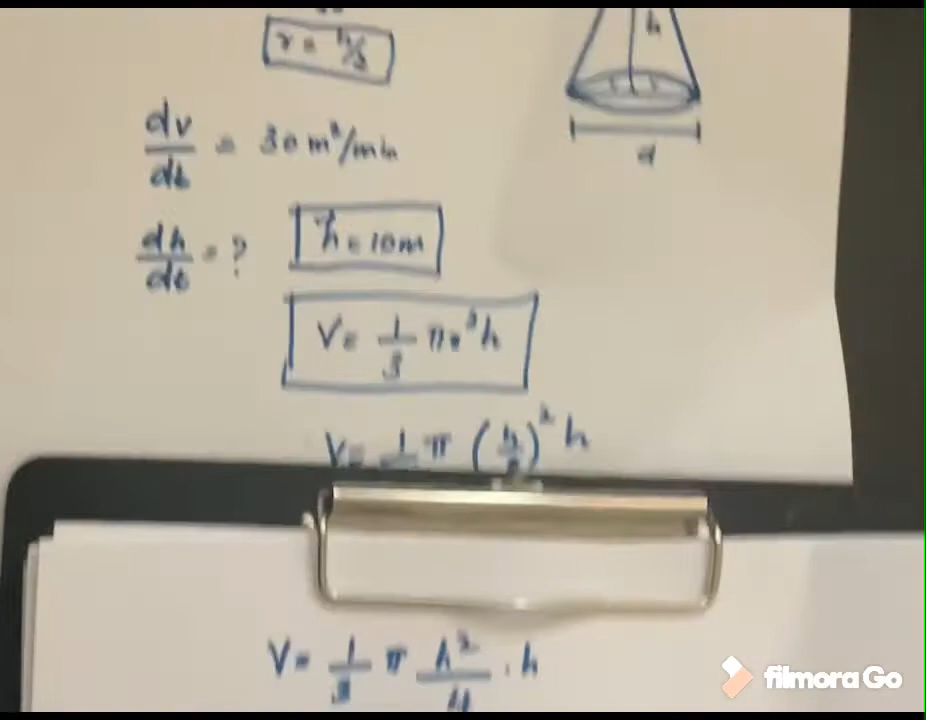 r = h/2
h
dv/dt = 30 m³/min
d
dh/dt = ? h = 10m
V = 1/3 πr²h
V = 1/3 π (h/2)² h
V = 1/3 π h²/4 . h
filmora Go